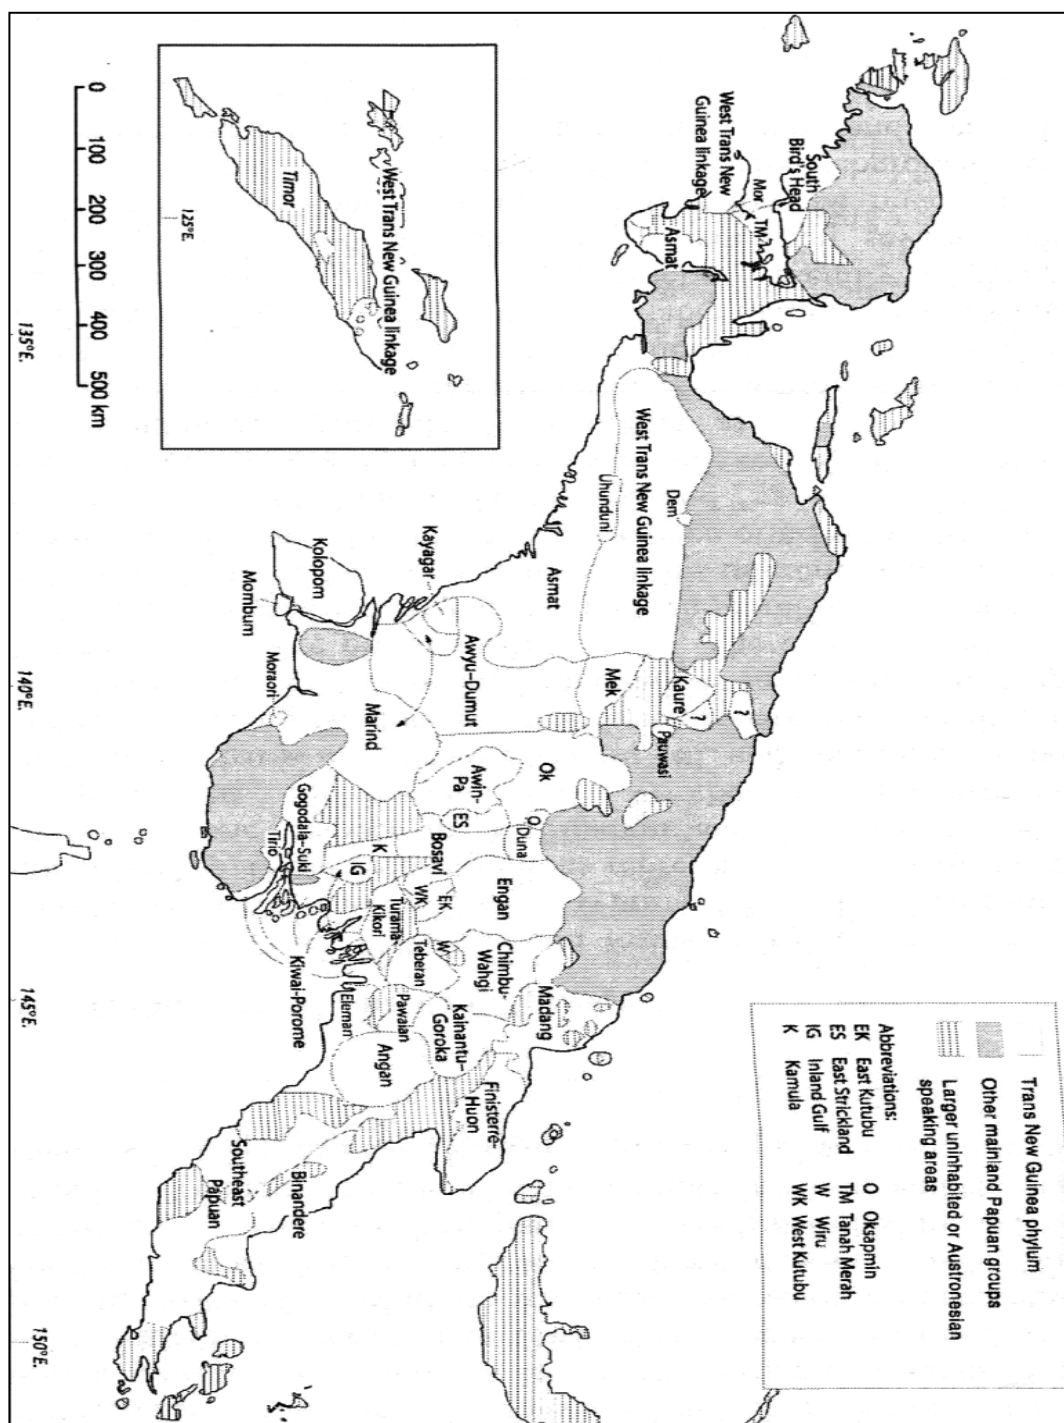 Trans New Guinea phylum
Other mainland Papuan groups
Larger uninhabited or Austronesian
speaking areas
Abbreviations:
EK East Kutubu
ES East Strickland
IG Inland Gulf
K Kamula
O Oksapmin
TM Tanah Merah
W Wiru
WK West Kutubu
South
Bird's Head
Mor
TM
West Trans New
Guinea linkage
Asmat
West Trans New Guinea linkage
Dem
Uhunduni
Asmat
Kayagar
Kolopom
Mombum
Moraori
Awyu–Dumut
Marind
Mek
Kaure
?
?
Pauwasi
Ok
Awin–
Pa
ES
O
Duna
Bosavi
K
IG
Gogodala–Suki
Tirio
EK
WK
Engan
Turama
Kikori
Teberan
W
Chimbu–
Wahgi
Madang
Kiwai-Porome
Eleman
Pawaian
Kainantu–
Goroka
Angan
Finisterre–
Huon
Binandere
Southeast
Papuan
West Trans New Guinea linkage
Timor
125°E.
0 100 200 300 400 500 km
135°E.
140°E.
145°E.
150°E.